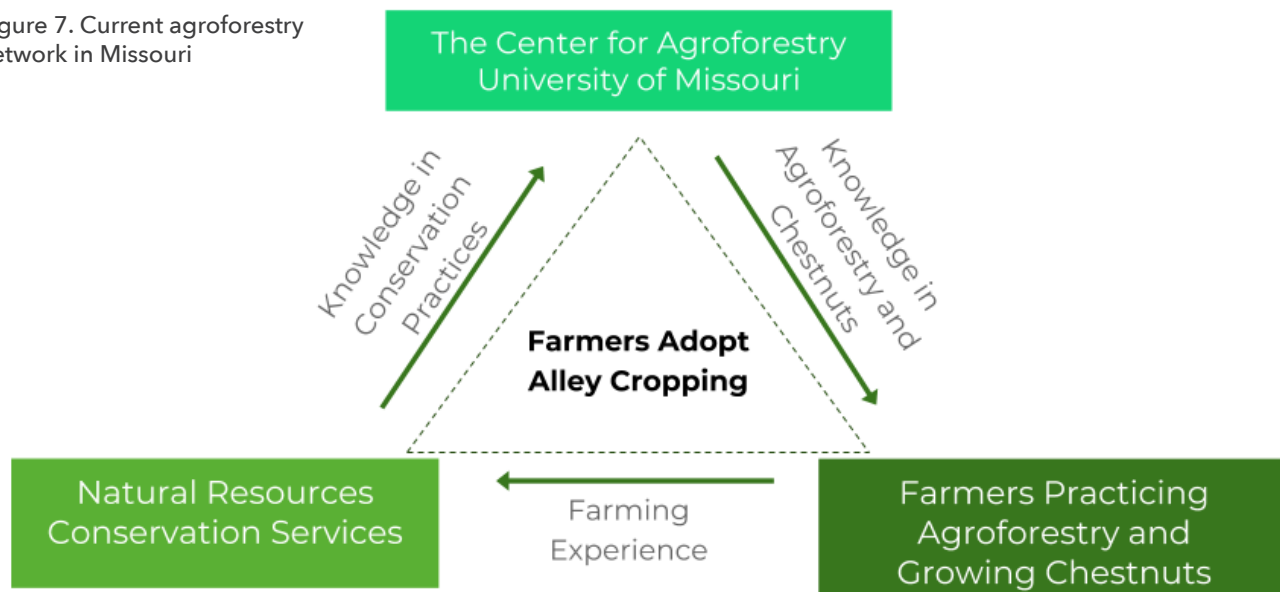 igure 7. Current agroforestry
etwork in Missouri
The Center for Agroforestry
University of Missouri
Knowledge in
Conservation
Practices
Knowledge in
Agroforestry and
Chestnuts
Farmers Adopt
Alley Cropping
Natural Resources
Conservation Services
Farming
Experience
Farmers Practicing
Agroforestry and
Growing Chestnuts